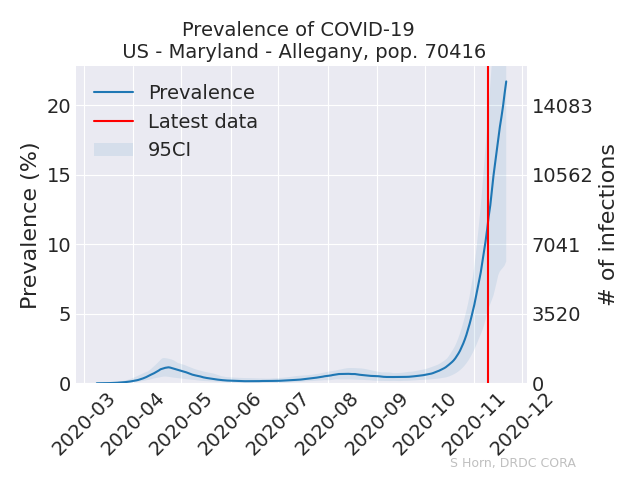 Prevalence of COVID-19
US - Maryland - Allegany, pop. 70416
Prevalence
Latest data
95CI
Prevalence (%)
20
15
10
5
0
14083
10562
7041
3520
0
# of infections
2020-03
2020-04
2020-05
2020-06
2020-07
2020-08
2020-09
2020-10
2020-11
2020-12
S Horn, DRDC CORA